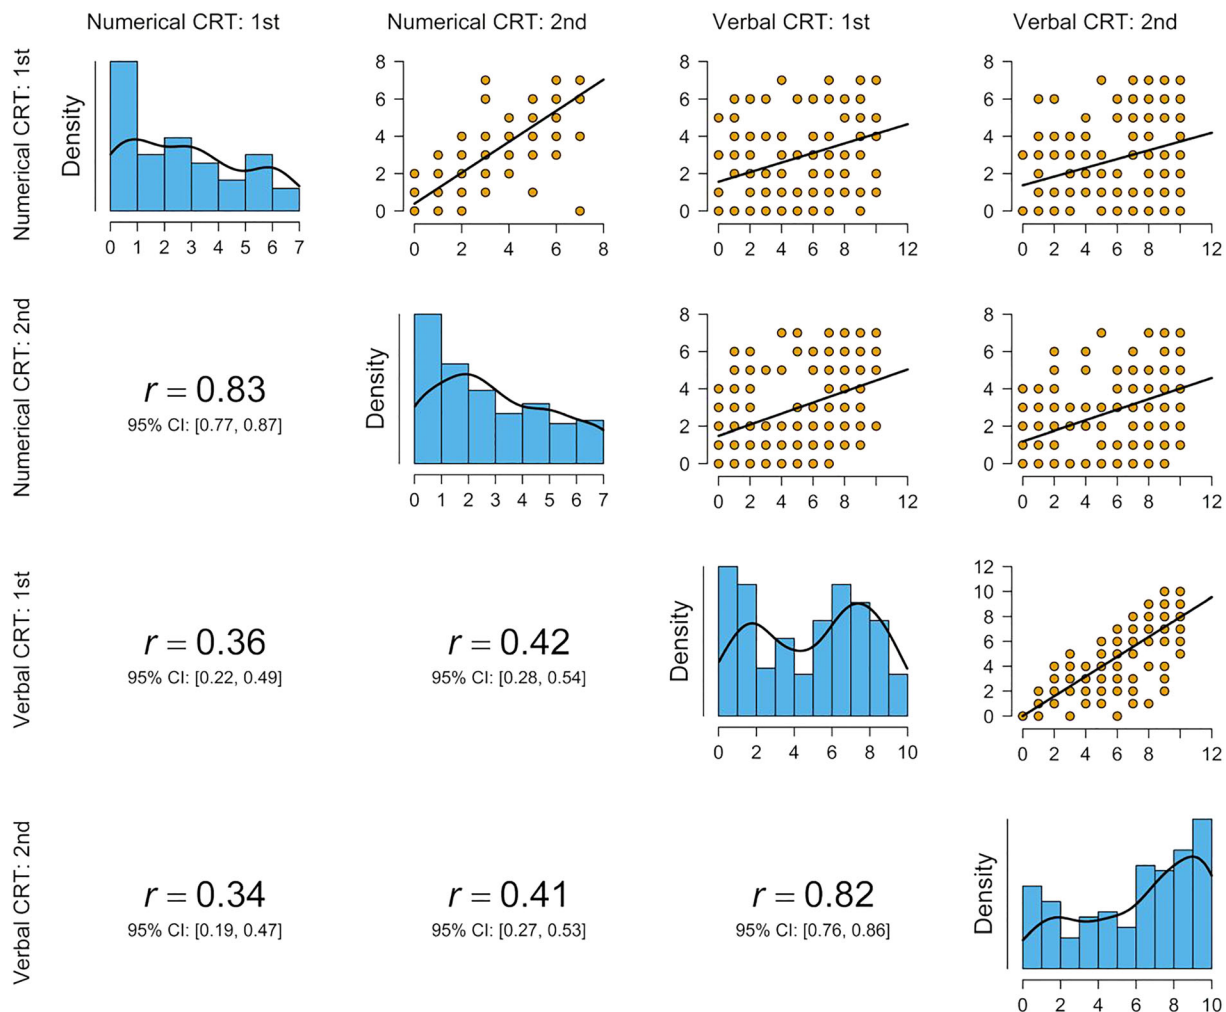 Numerical CRT: 1st Numerical CRT: 2nd Verbal CRT: 1st Verbal CRT: 2nd
Numerical CRT: 1st
Density
0 1 2 3 4 5 6 7
8
6
4
2
0
0 2 4 6 8
8
6
4
2
0
0 2 4 6 8 10 12
8
6
4
2
0
0 2 4 6 8 12
Numerical CRT: 2nd
r = 0.83
95% CI: [0.77, 0.87]
Density
0 1 2 3 4 5 6 7
8
6
4
2
0
0 2 4 6 8 10 12
8
6
4
2
0
0 2 4 6 8 12
Verbal CRT: 1st
r = 0.36
95% CI: [0.22, 0.49]
r = 0.42
95% CI: [0.28, 0.54]
Density
0 2 4 6 8 10
12
10
8
6
4
2
0
0 2 4 6 8 12
Verbal CRT: 2nd
r = 0.34
95% CI: [0.19, 0.47]
r = 0.41
95% CI: [0.27, 0.53]
r = 0.82
95% CI: [0.76, 0.86]
Density
0 2 4 6 8 10